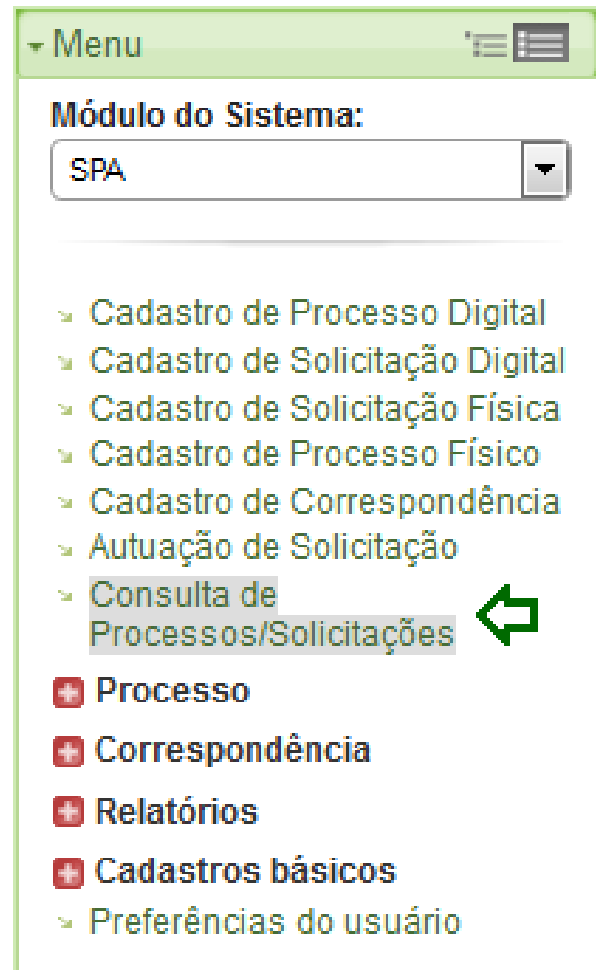 Menu
Módulo do Sistema:
SPA
Cadastro de Processo Digital
Cadastro de Solicitação Digital
Cadastro de Solicitação Física
Cadastro de Processo Físico
Cadastro de Correspondência
Autuação de Solicitação
Consulta de
Processos/Solicitações
Processo
Correspondência
Relatórios
Cadastros básicos
Preferências do usuário